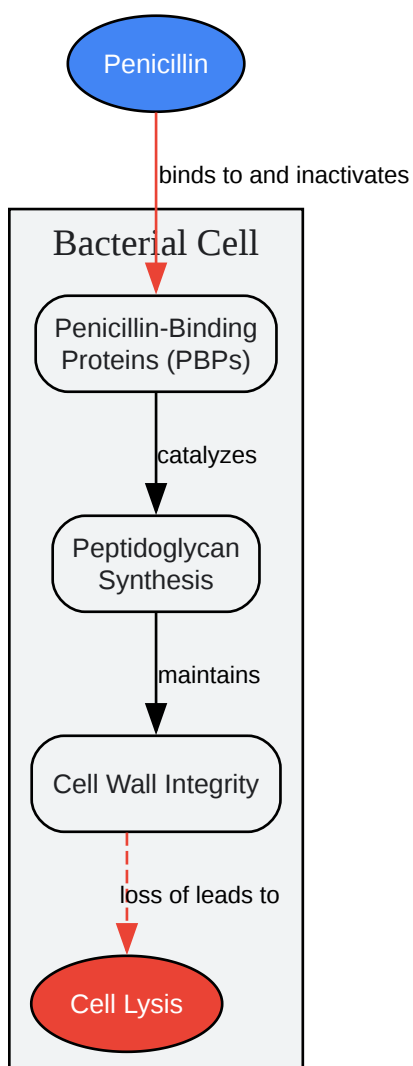 Penicillin
binds to and inactivates
Bacterial Cell
Penicillin-Binding
Proteins (PBPs)
catalyzes
Peptidoglycan
Synthesis
maintains
Cell Wall Integrity
loss of leads to
Cell Lysis